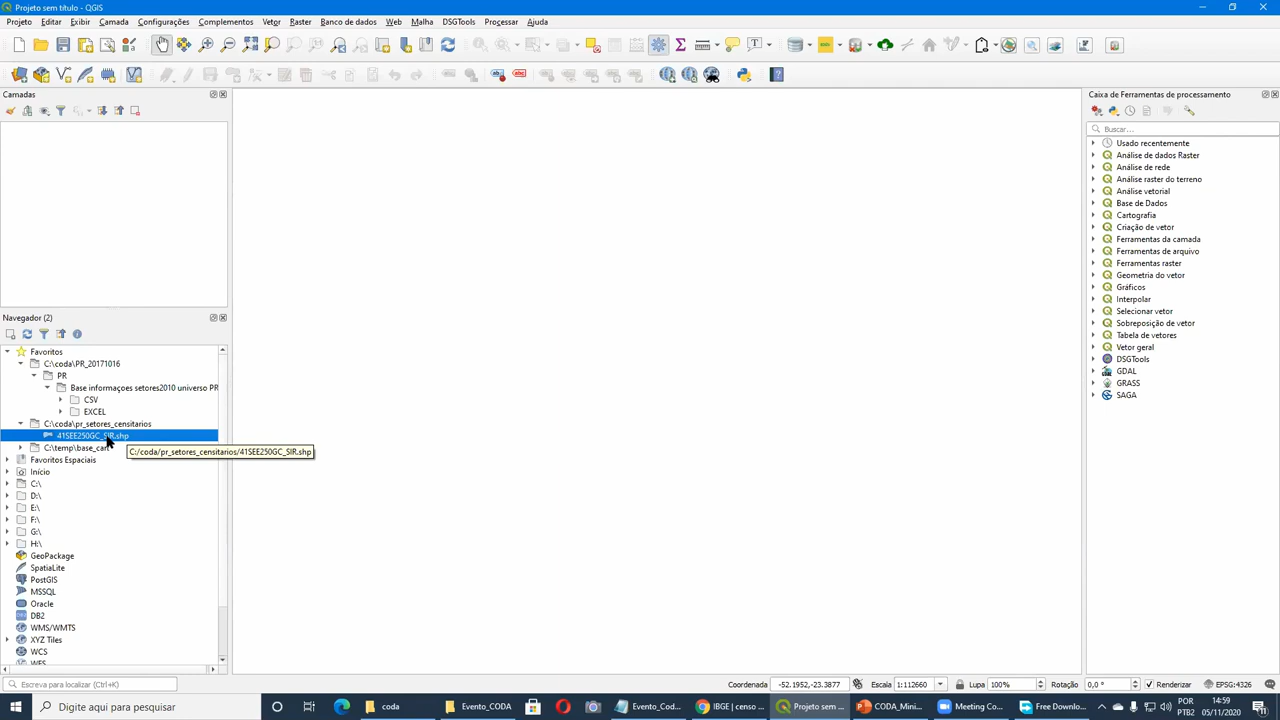 Projeto sem título - QGIS
Projeto Editar Exibir Camada Configurações Complementos Vetor Raster Banco de dados Web Malha DSGTools Processar Ajuda
Camadas
Navegador (2)
Favoritos
C:\coda\PR_20171016
PR
Base informaçoes setores2010 universo PR
CSV
EXCEL
C:\coda\pr_setores_censitarios
41SEE250GC_SIR.shp
C:\temp\base_cart
C:/coda/pr_setores_censitarios/41SEE250GC_SIR.shp
Favoritos Espaciais
Início
C:\
D:\
E:\
F:\
G:\
H:\
GeoPackage
SpatiaLite
PostGIS
MSSQL
Oracle
DB2
WMS/WMTS
XYZ Tiles
WCS
WFS
Caixa de Ferramentas de processamento
Buscar...
Usado recentemente
Análise de dados Raster
Análise de rede
Análise raster do terreno
Análise vetorial
Base de Dados
Cartografia
Criação de vetor
Ferramentas da camada
Ferramentas de arquivo
Ferramentas raster
Geometria do vetor
Gráficos
Interpolar
Selecionar vetor
Sobreposição de vetor
Tabela de vetores
Vetor geral
DSGTools
GDAL
GRASS
SAGA
Escreva para localizar (Ctrl+K)
Coordenada -52.1952,-23.3877 Escala 1:112660 Lupa 100% Rotação 0,0 ° Renderizar EPSG:4326
Digite aqui para pesquisar
coda
Evento_CODA
Evento_Cod...
IBGE | censo ...
Projeto sem ...
CODA_Mini...
Meeting Co...
Free Downlo...
POR
PTB2
14:59
05/11/2020